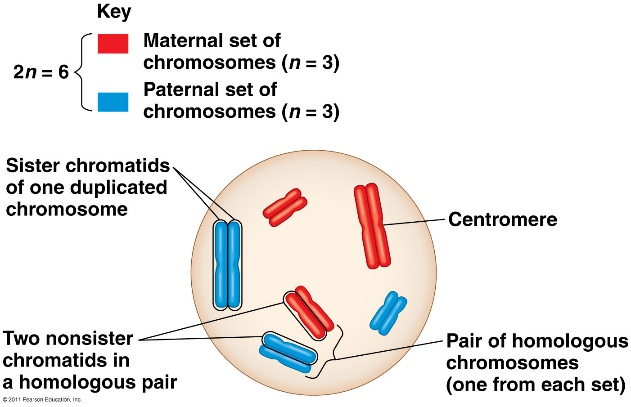 Key
Maternal set of
chromosomes (n = 3)
2n = 6
Paternal set of
chromosomes (n = 3)
Sister chromatids
of one duplicated
chromosome
Centromere
Two nonsister
chromatids in
a homologous pair
Pair of homologous
chromosomes
(one from each set)
© 2011 Pearson Education, Inc.